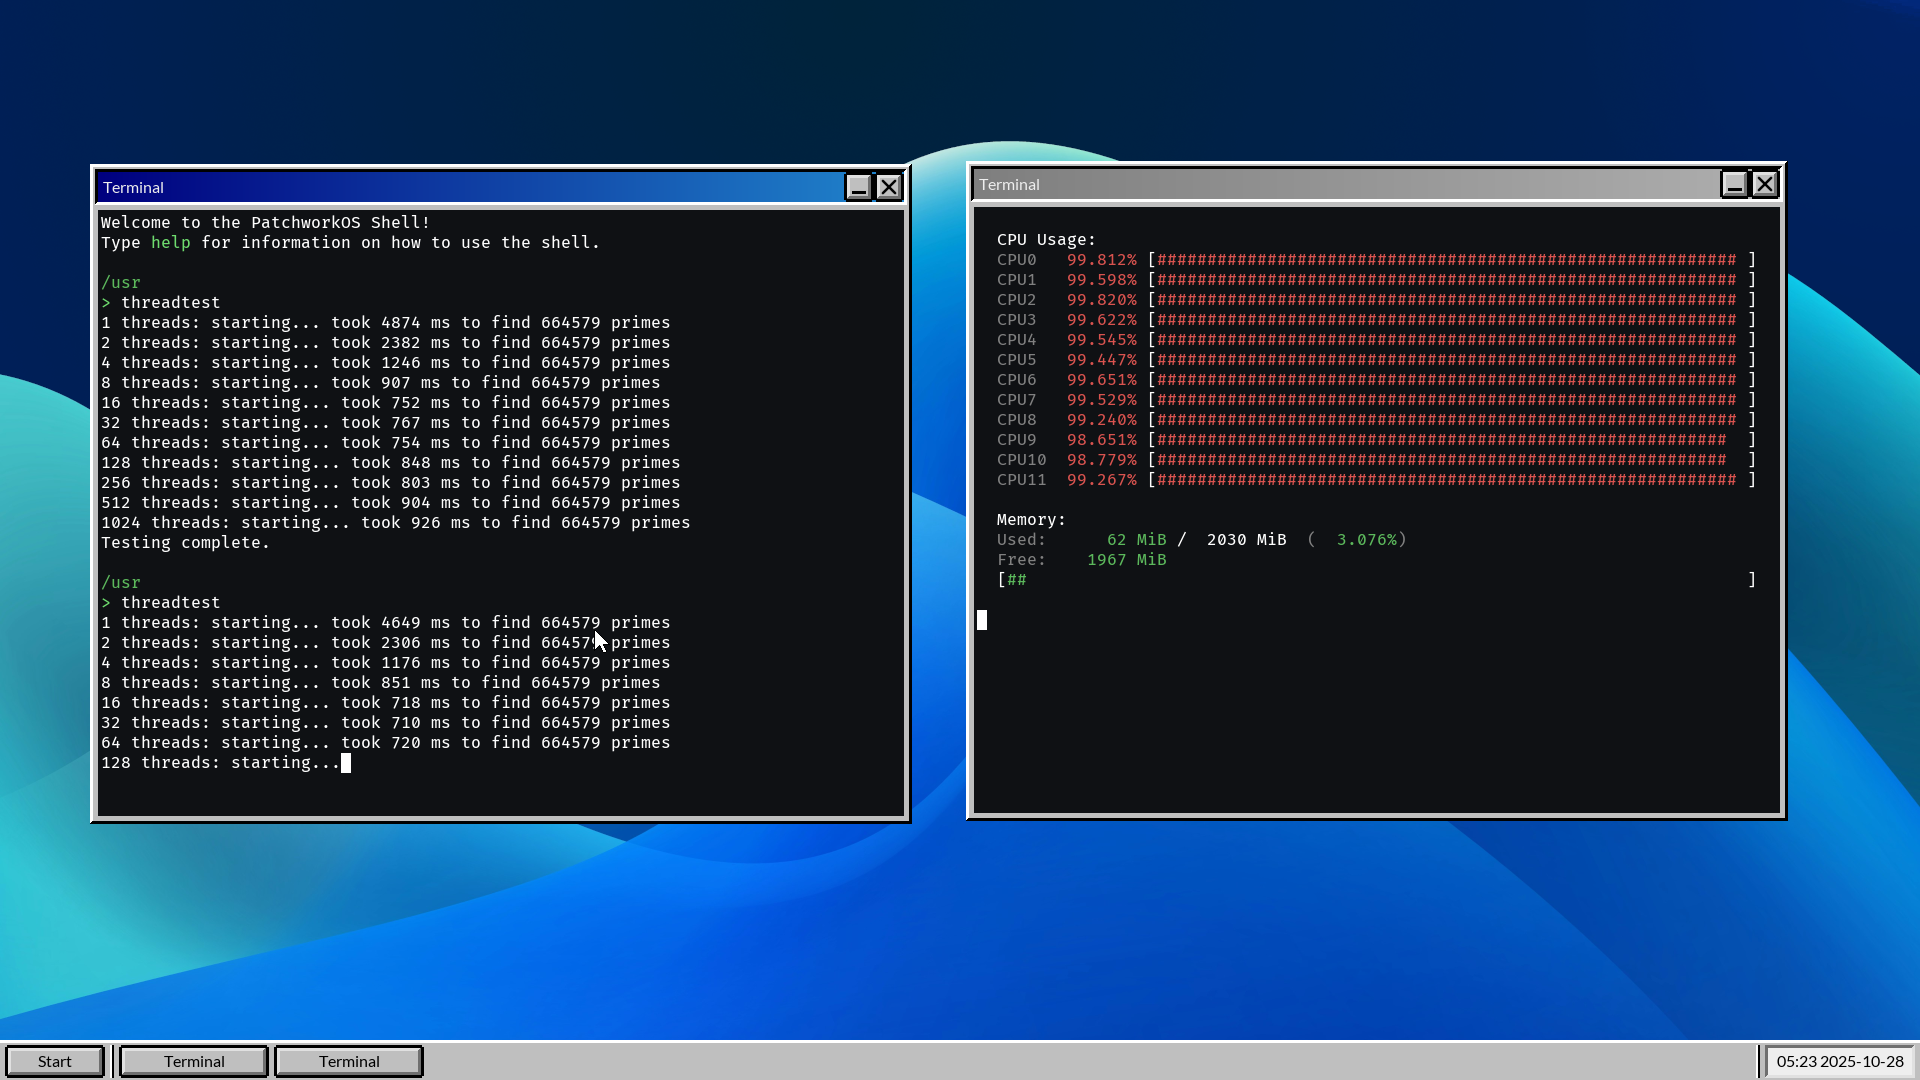 Terminal
Welcome to the PatchworkOS Shell!
Type help for information on how to use the shell.
/usr
> threadtest
1 threads: starting... took 4874 ms to find 664579 primes
2 threads: starting... took 2382 ms to find 664579 primes
4 threads: starting... took 1246 ms to find 664579 primes
8 threads: starting... took 907 ms to find 664579 primes
16 threads: starting... took 752 ms to find 664579 primes
32 threads: starting... took 767 ms to find 664579 primes
64 threads: starting... took 754 ms to find 664579 primes
128 threads: starting... took 848 ms to find 664579 primes
256 threads: starting... took 803 ms to find 664579 primes
512 threads: starting... took 904 ms to find 664579 primes
1024 threads: starting... took 926 ms to find 664579 primes
Testing complete.
/usr
> threadtest
1 threads: starting... took 4649 ms to find 664579 primes
2 threads: starting... took 2306 ms to find 664579 primes
4 threads: starting... took 1176 ms to find 664579 primes
8 threads: starting... took 851 ms to find 664579 primes
16 threads: starting... took 718 ms to find 664579 primes
32 threads: starting... took 710 ms to find 664579 primes
64 threads: starting... took 720 ms to find 664579 primes
128 threads: starting...
Terminal
CPU Usage:
CPU0 99.812% [########################################################## ]
CPU1 99.598% [########################################################## ]
CPU2 99.820% [########################################################## ]
CPU3 99.622% [########################################################## ]
CPU4 99.545% [########################################################## ]
CPU5 99.447% [########################################################## ]
CPU6 99.651% [########################################################## ]
CPU7 99.529% [########################################################## ]
CPU8 99.240% [########################################################## ]
CPU9 98.651% [#########################################################  ]
CPU10 98.779% [#########################################################  ]
CPU11 99.267% [########################################################## ]
Memory:
Used: 62 MiB / 2030 MiB ( 3.076%)
Free: 1967 MiB
[## ]
Start
Terminal
Terminal
05:23 2025-10-28